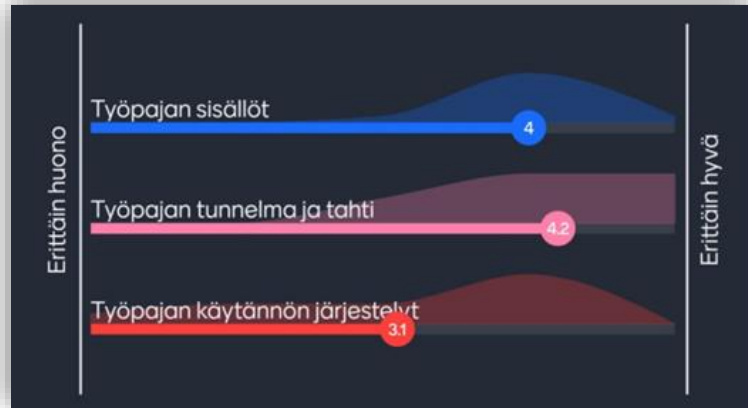 Työpajan sisällöt
4
Työpajan tunnelma ja tahti
4.2
Työpajan käytännön järjestelyt
3.1
Erittäin huono
Erittäin hyvä